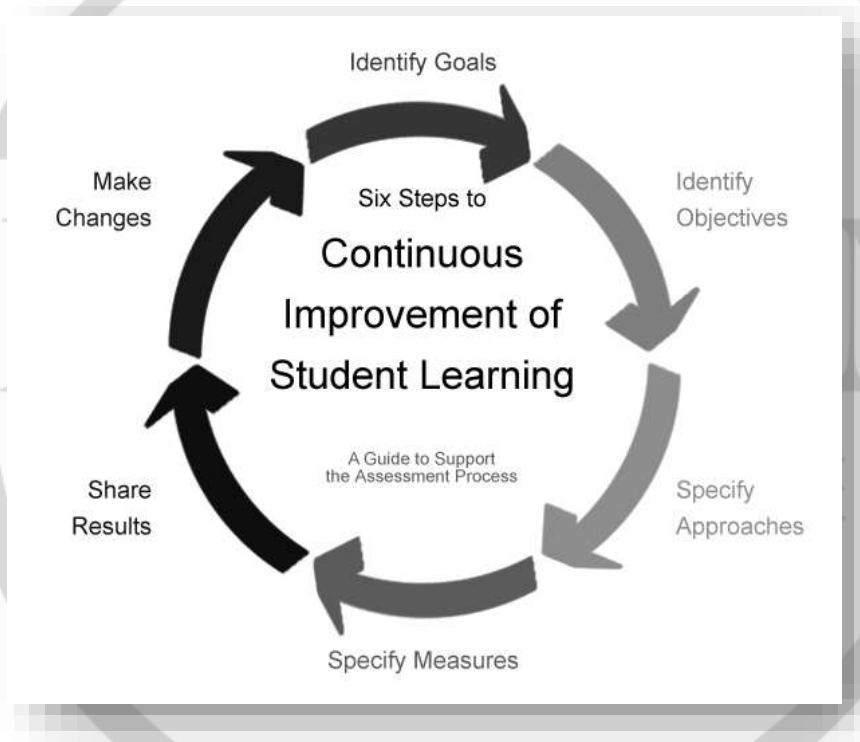 Identify Goals
Make
Changes
Identify
Objectives
Six Steps to
Continuous
Improvement of
Student Learning
A Guide to Support
the Assessment Process
Share
Results
Specify
Approaches
Specify Measures